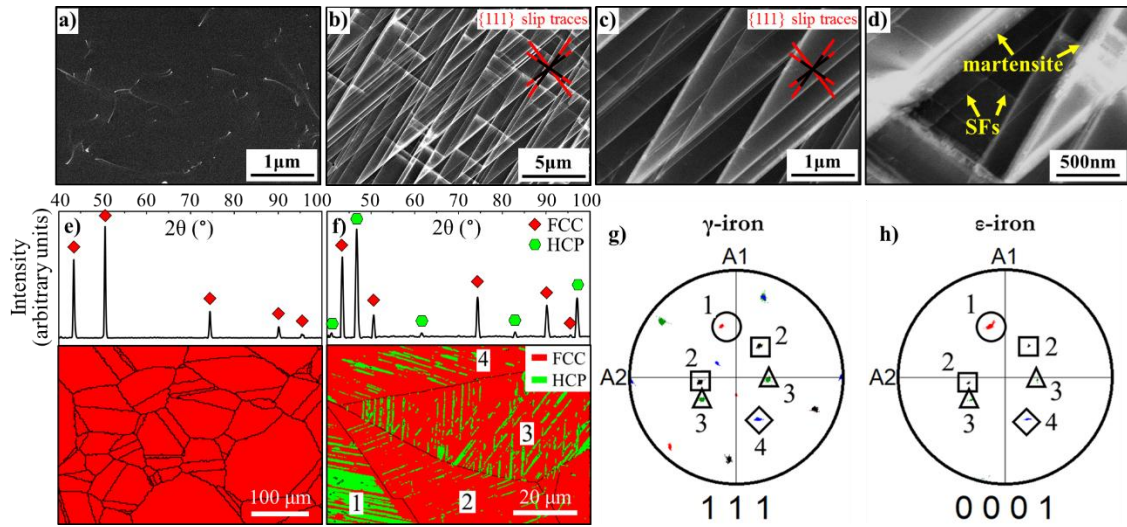 a)
1μm
b)
{111} slip traces
5μm
c)
{111} slip traces
1μm
d)
martensite
SFs
500nm
40 50 60 70 80 90 100
e)
2θ (°)
FCC
Intensity
(arbitrary units)
50 60 70 80 90 100
f)
2θ (°)
FCC
HCP
100 μm
4
FCC
HCP
3
1
2
20 μm
g)
γ-iron
A1
1
2
A2
2
3
3
4
1 1 1
h)
ε-iron
A1
1
2
A2
2
3
3
4
0 0 0 1